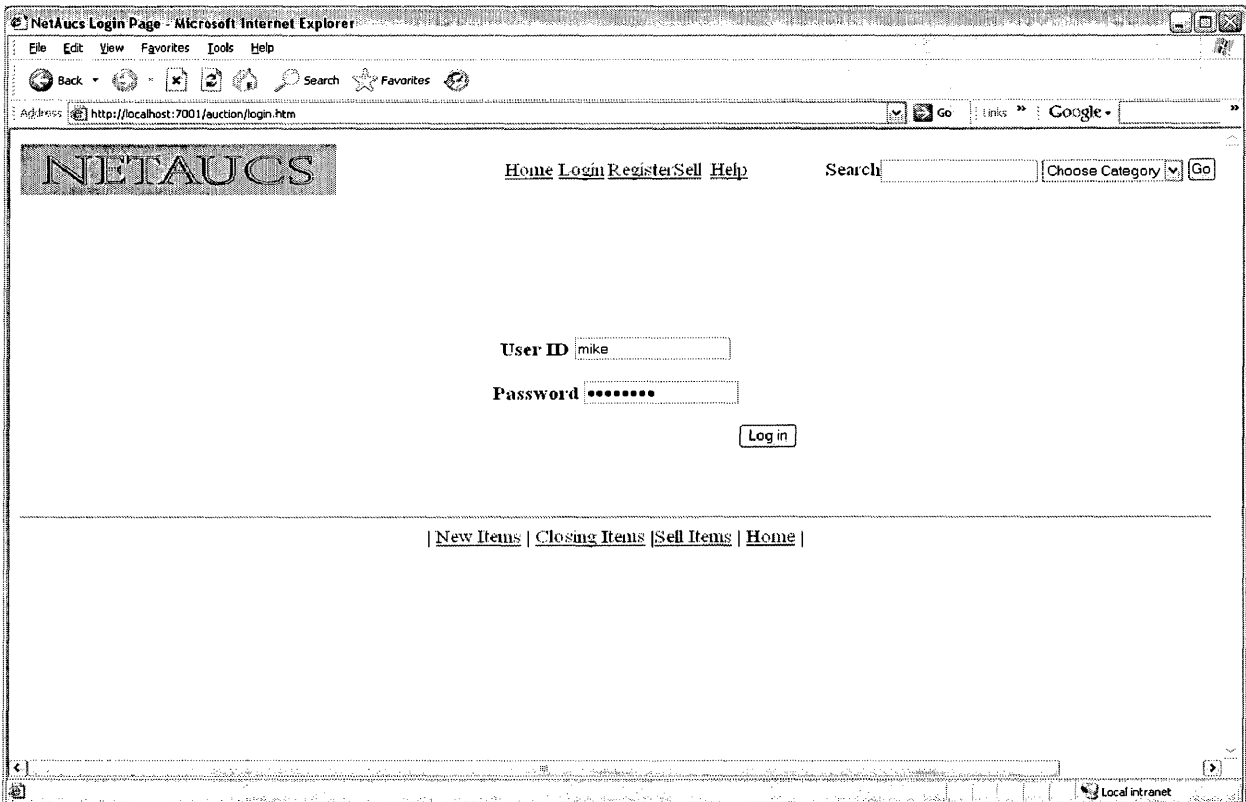 NetAucs Login Page - Microsoft Internet Explorer
File Edit View Favorites Tools Help
Back Search Favorites
Address http://localhost:7001/auction/login.htm Go Links » Google »
NETAUCS Home Login RegisterSell Help Search Choose Category Go
User ID mike
Password ••••••••
Log in
| New Items | Closing Items |Sell Items | Home |
Local intranet